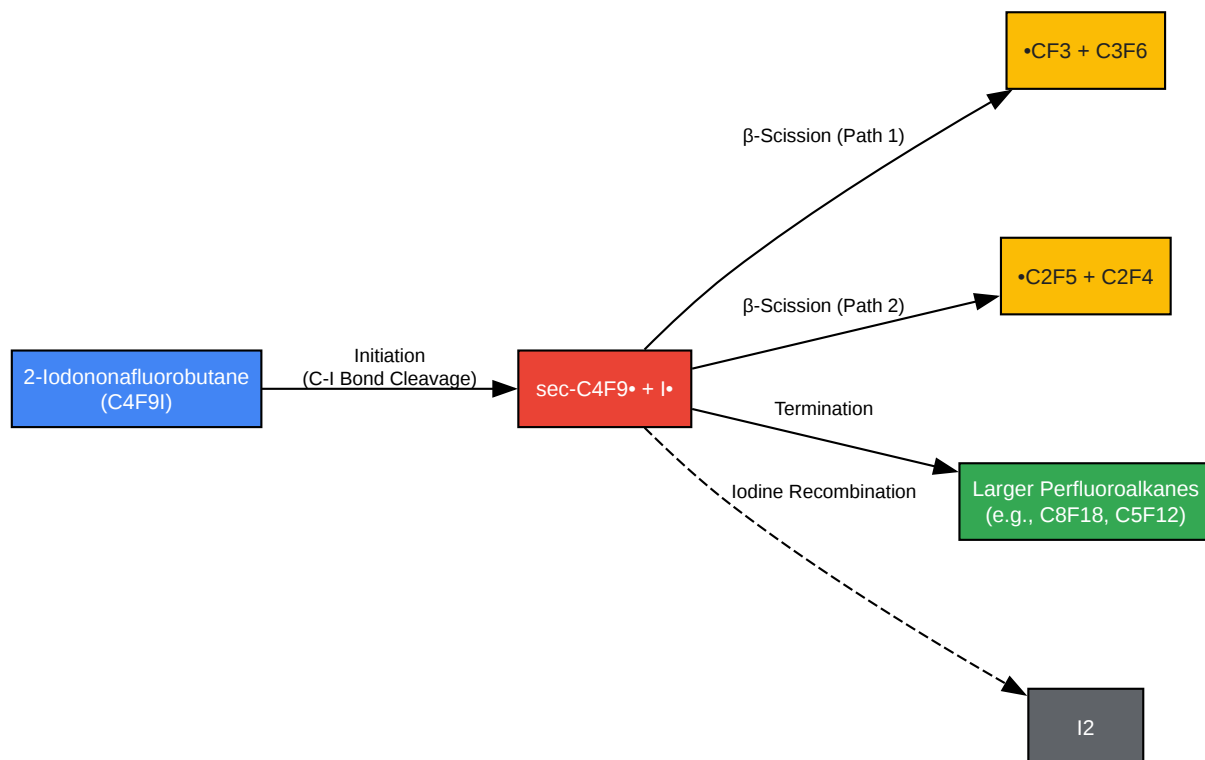 •CF3 + C3F6
β-Scission (Path 1)
•C2F5 + C2F4
β-Scission (Path 2)
2-Iodononafluorobutane
(C4F9I)
Initiation
(C-I Bond Cleavage)
sec-C4F9• + I•
Termination
Larger Perfluoroalkanes
(e.g., C8F18, C5F12)
Iodine Recombination
I2